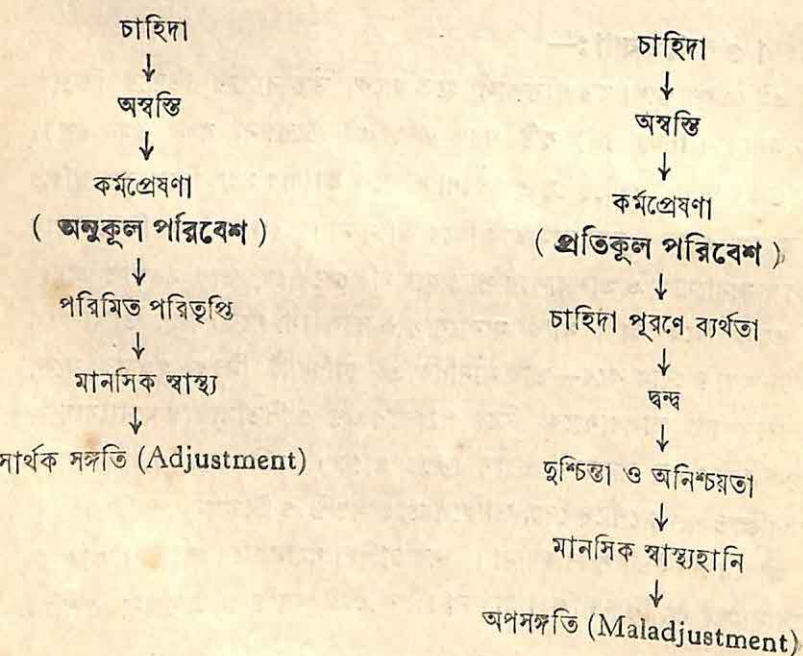 চাহিদা
↓
অস্বস্তি
↓
কর্মপ্রেষণা
( অনুকূল পরিবেশ )
↓
পরিমিত পরিতৃপ্তি
↓
মানসিক স্বাস্থ্য
↓
সার্থক সঙ্গতি (Adjustment)
চাহিদা
↓
অস্বস্তি
↓
কর্মপ্রেষণা
( প্রতিকূল পরিবেশ )
↓
চাহিদা পূরণে ব্যর্থতা
↓
দ্বন্দ্ব
↓
দুশ্চিন্তা ও অনিশ্চয়তা
↓
মানসিক স্বাস্থ্যহানি
↓
অপসঙ্গতি (Maladjustment)